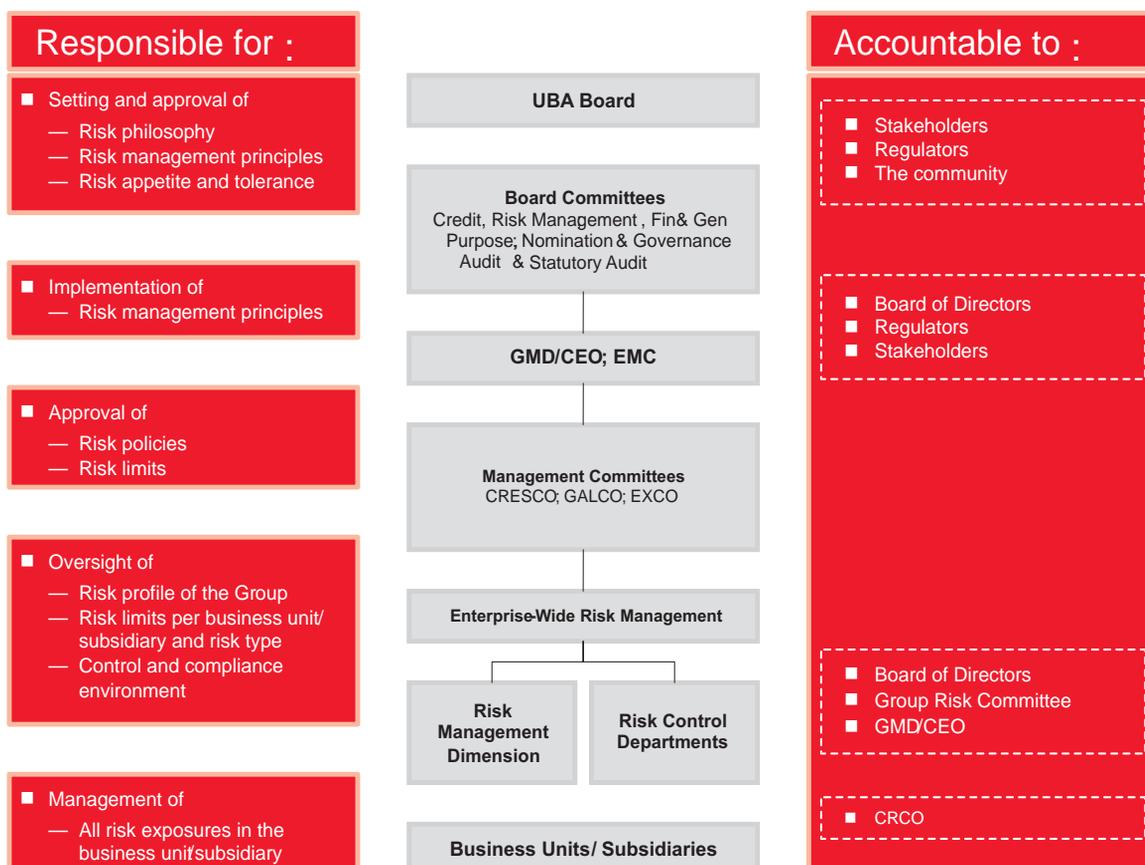 Responsible for :
Setting and approval of
— Risk philosophy
— Risk management principles
— Risk appetite and tolerance
Implementation of
— Risk management principles
Approval of
— Risk policies
— Risk limits
Oversight of
— Risk profile of the Group
— Risk limits per business unit/
subsidiary and risk type
— Control and compliance
environment
Management of
— All risk exposures in the
business unit/subsidiary
UBA Board
Board Committees
Credit, Risk Management , Fin& Gen
Purpose; Nomination & Governance
Audit & Statutory Audit
GMD/CEO; EMC
Management Committees
CRESCO; GALCO; EXCO
Enterprise-Wide Risk Management
Risk
Management
Dimension
Risk Control
Departments
Business Units/ Subsidiaries
Accountable to :
Stakeholders
Regulators
The community
Board of Directors
Regulators
Stakeholders
Board of Directors
Group Risk Committee
GMD/CEO
CRCO